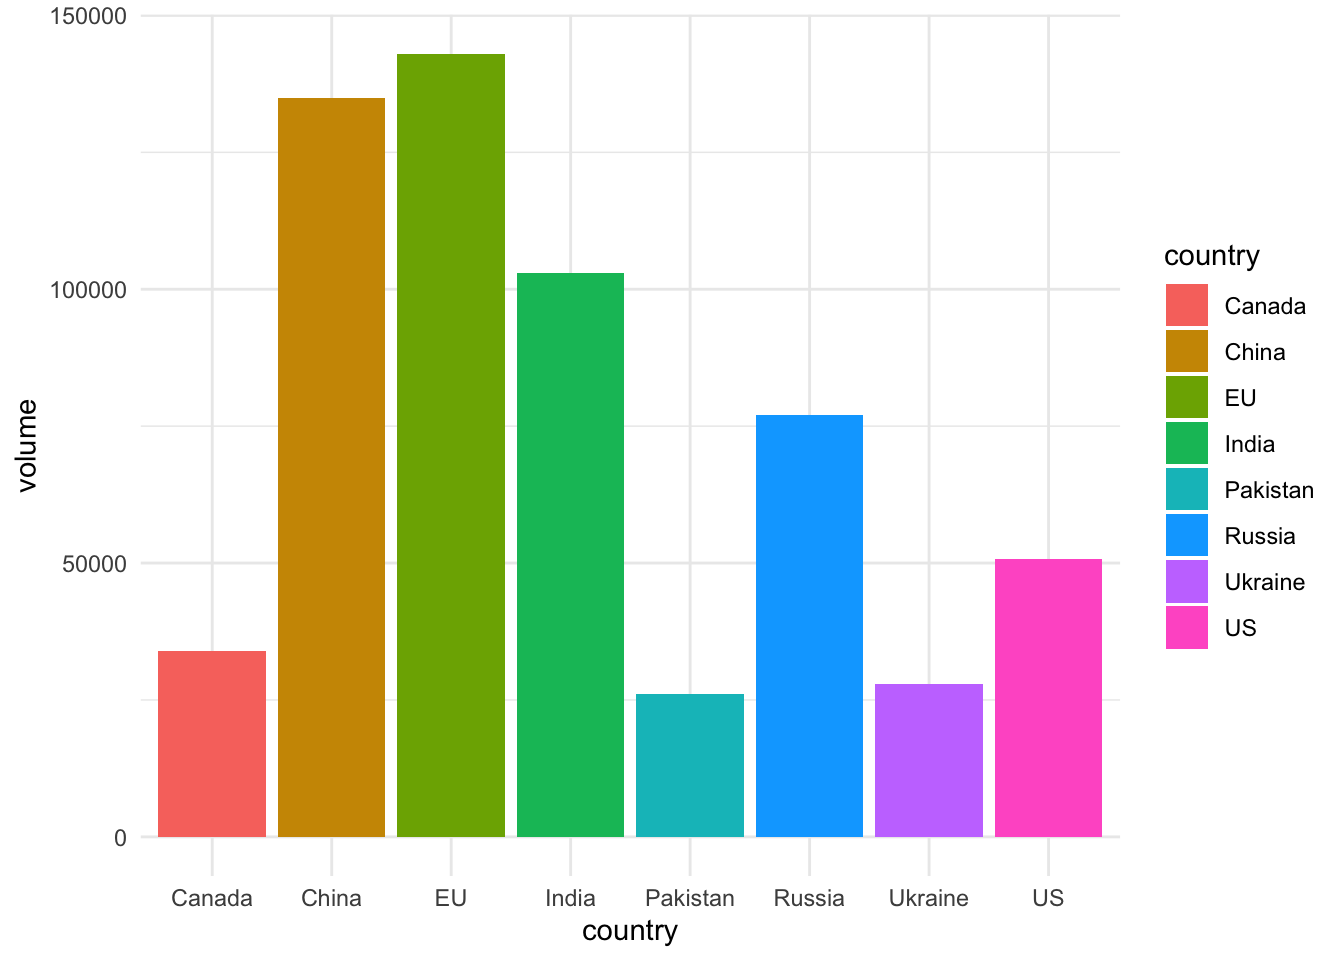 150000
100000
50000
0
volume
Canada China EU India Pakistan Russia Ukraine US
country
country
Canada
China
EU
India
Pakistan
Russia
Ukraine
US